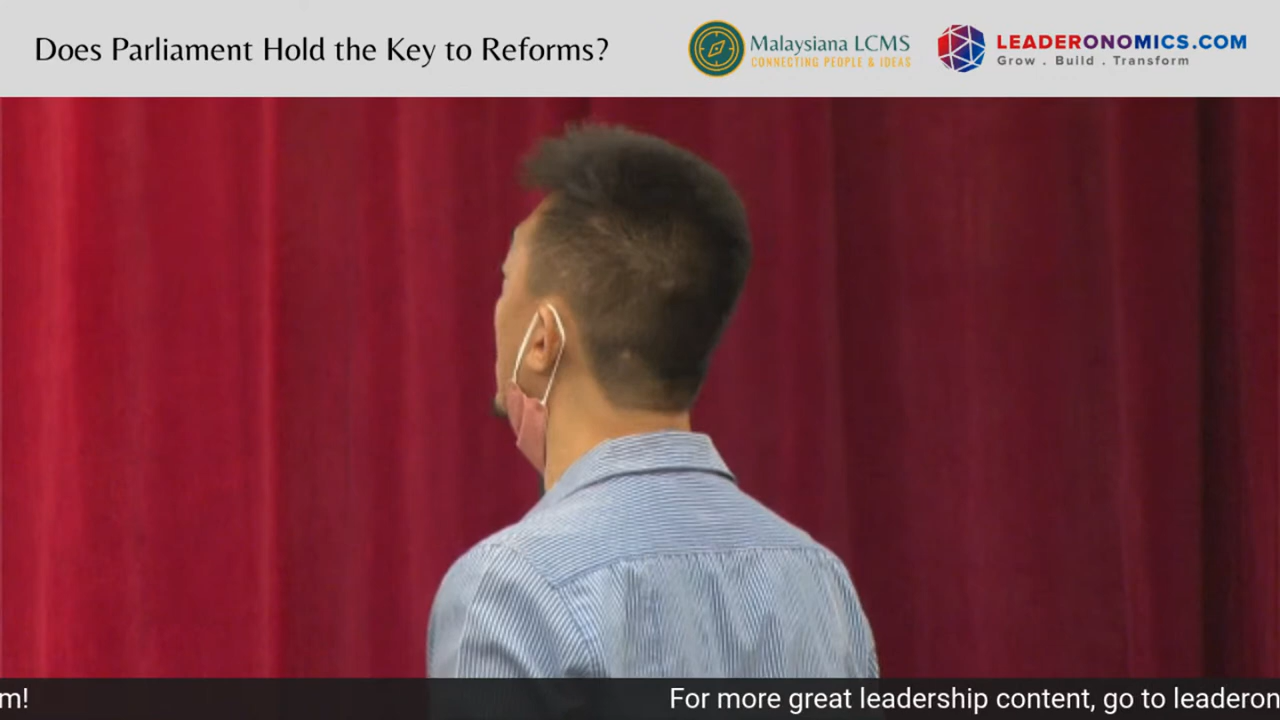 Does Parliament Hold the Key to Reforms?
Malaysiana LCMS
CONNECTING PEOPLE & IDEAS
LEADERONOMICS.COM
Grow . Build . Transform
m!
For more great leadership content, go to leaderon